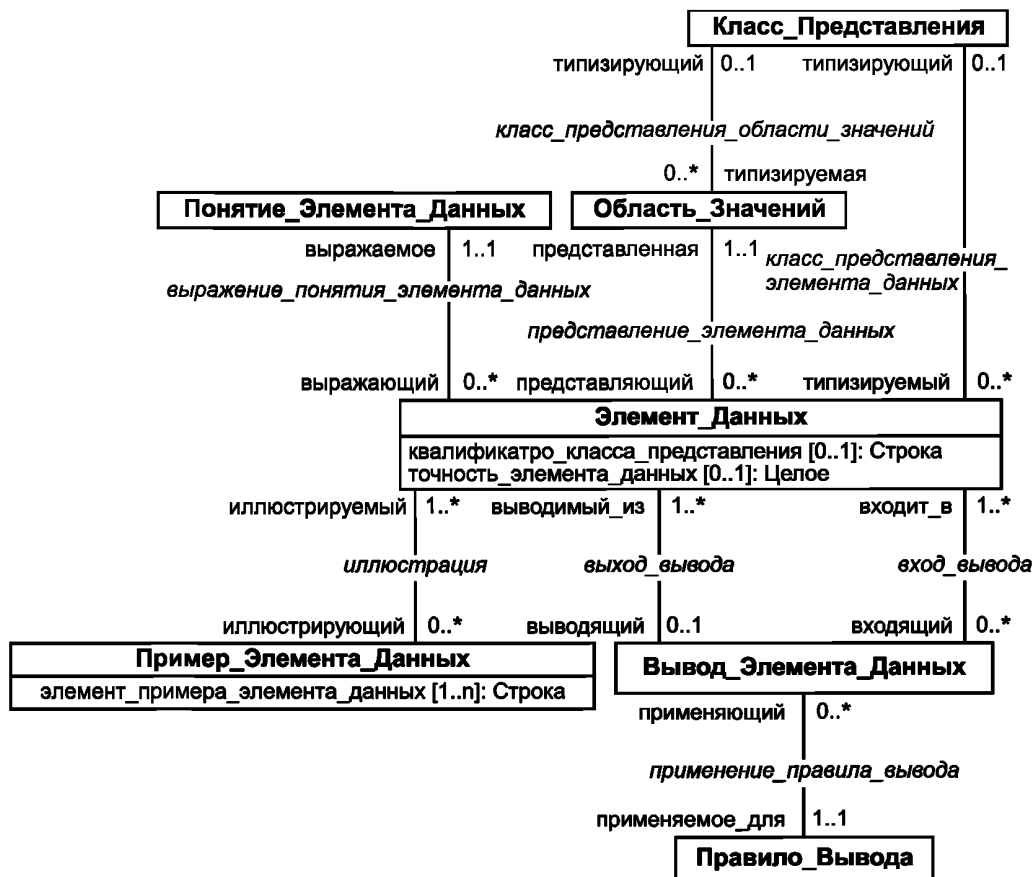 Класс_Представления
типизирующий 0..1 типизирующий 0..1
класс_представления_области_значений
0..* типизируемая
Понятие_Элемента_Данных Область_Значений
выражаемое 1..1 представленная 1..1
класс_представления_
элемента_данных
выражение_понятия_элемента_данных
представление_элемента_данных
выражающий 0..* представляющий 0..* типизируемый 0..*
Элемент_Данных
квалификатро_класса_представления [0..1]: Строка
точность_элемента_данных [0..1]: Целое
иллюстрируемый 1..* выводимый_из 1..* входит_в 1..*
иллюстрация выход_вывода вход_вывода
иллюстрирующий 0..* выводящий 0..1 входящий 0..*
Пример_Элемента_Данных Вывод_Элемента_Данных
элемент_примера_элемента_данных [1..n]: Строка
применяющий 0..*
применение_правила_вывода
применяемое_для 1..1
Правило_Вывода